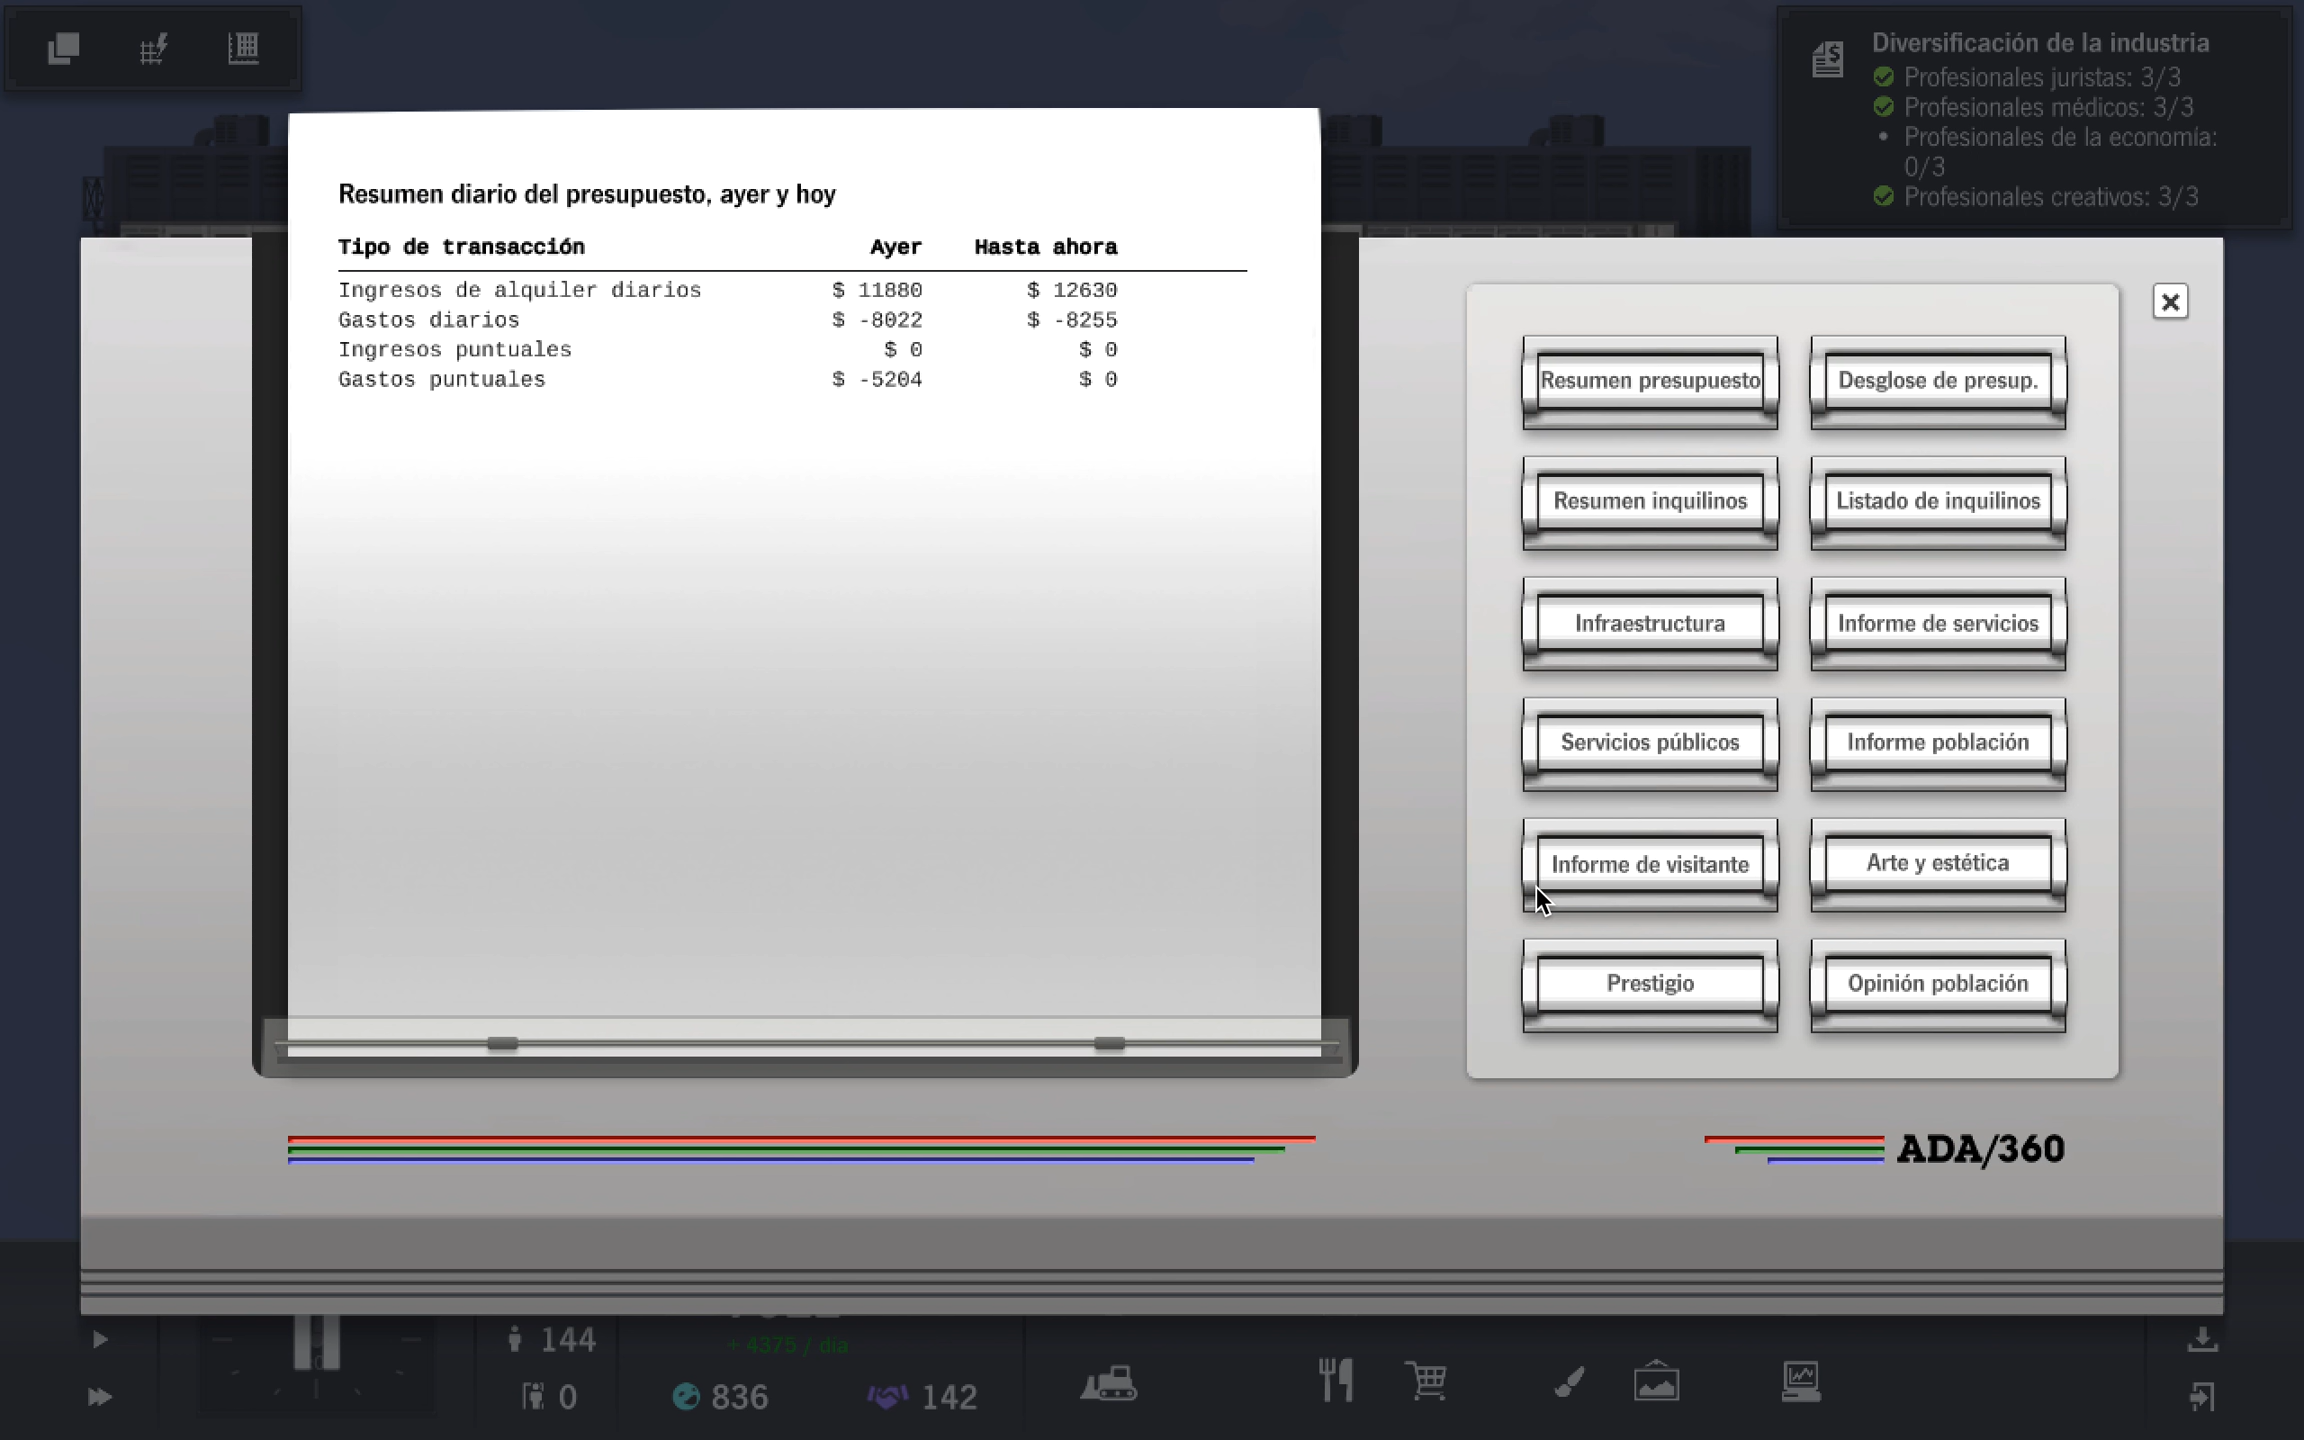 Diversificación de la industria
Profesionales juristas: 3/3
Profesionales médicos: 3/3
• Profesionales de la economía:
0/3
Profesionales creativos: 3/3
Resumen diario del presupuesto, ayer y hoy
Tipo de transacción Ayer Hasta ahora
Ingresos de alquiler diarios $ 11880 $ 12630
Gastos diarios $ -8022 $ -8255
Ingresos puntuales $ 0 $ 0
Gastos puntuales $ -5204 $ 0
Resumen presupuesto Desglose de presup.
Resumen inquilinos Listado de inquilinos
Infraestructura Informe de servicios
Servicios públicos Informe población
Informe de visitante Arte y estética
Prestigio Opinión población
ADA/360
144
+ 4375 / dia
0 836 142